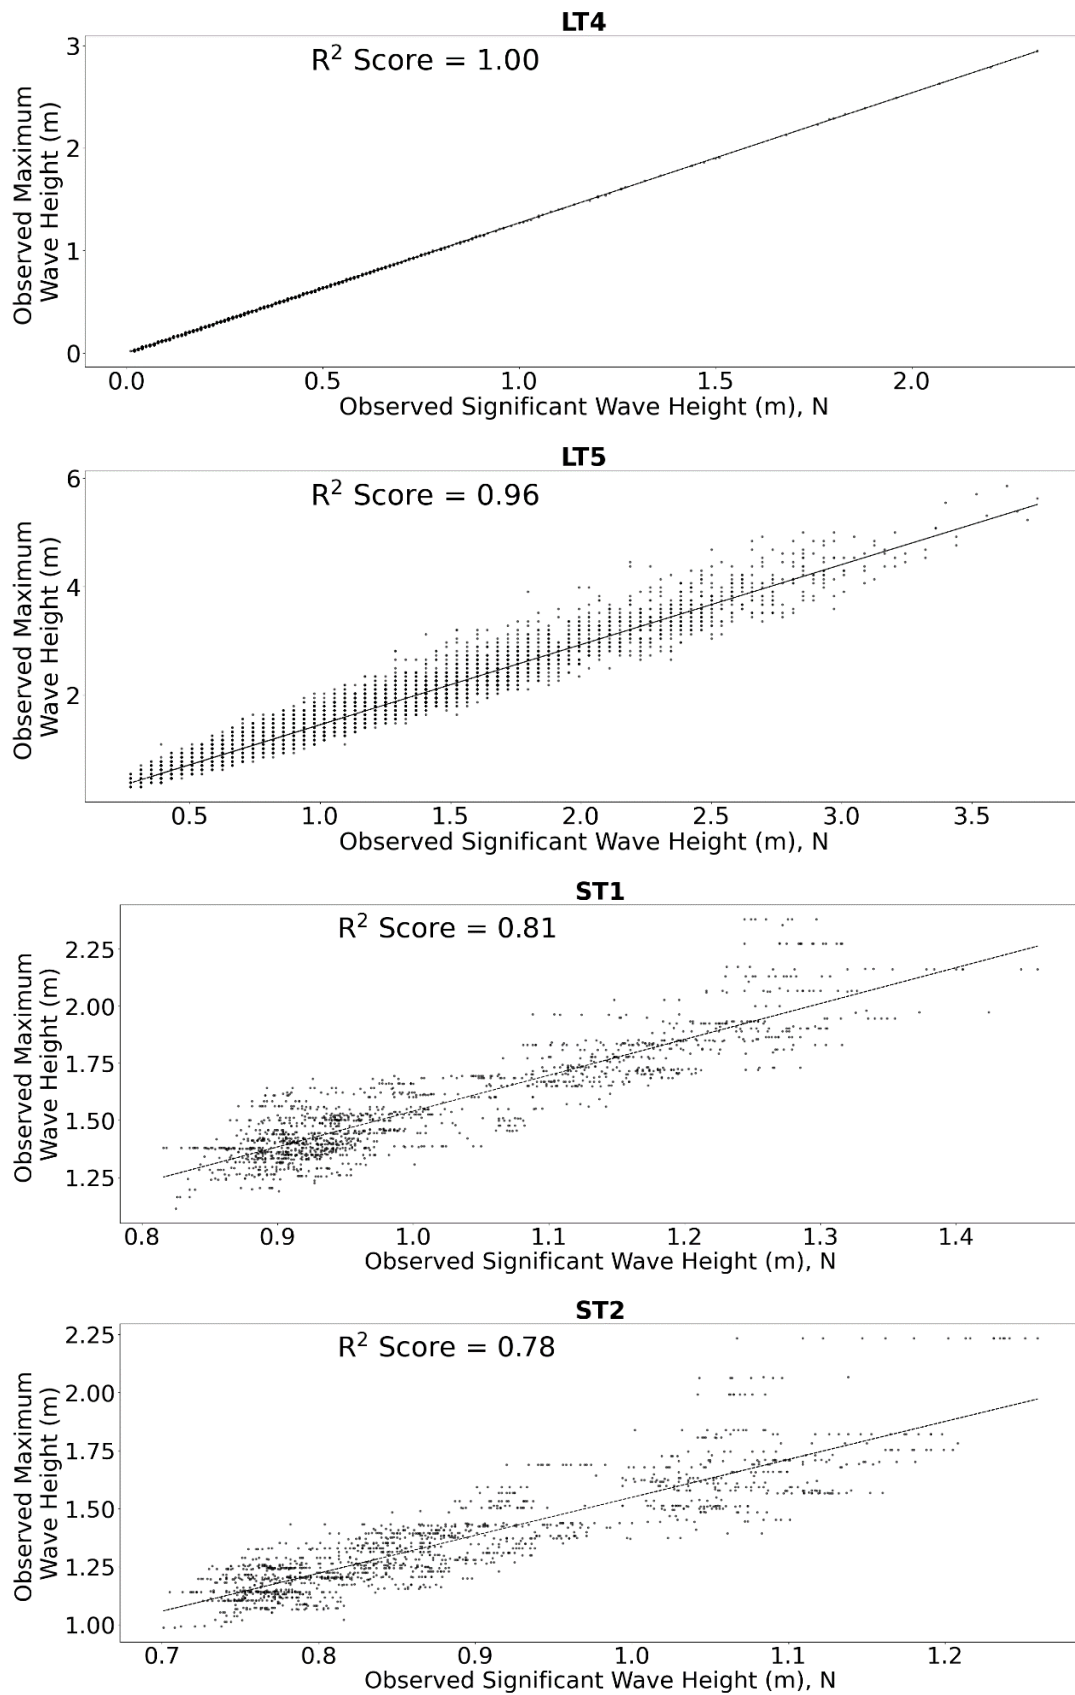 LT4
R² Score = 1.00
Observed Maximum
Wave Height (m)
3
2
1
0
0.0 0.5 1.0 1.5 2.0
Observed Significant Wave Height (m), N
LT5
R² Score = 0.96
Observed Maximum
Wave Height (m)
6
4
2
0.5 1.0 1.5 2.0 2.5 3.0 3.5
Observed Significant Wave Height (m), N
ST1
R² Score = 0.81
Observed Maximum
Wave Height (m)
2.25
2.00
1.75
1.50
1.25
0.8 0.9 1.0 1.1 1.2 1.3 1.4
Observed Significant Wave Height (m), N
ST2
R² Score = 0.78
Observed Maximum
Wave Height (m)
2.25
2.00
1.75
1.50
1.25
1.00
0.7 0.8 0.9 1.0 1.1 1.2
Observed Significant Wave Height (m), N